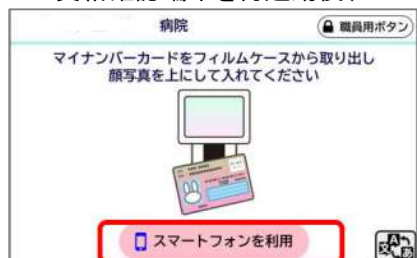 病院
職員用ボタン
マイナンバーカードをフィルムケースから取り出し
顔写真を上にして入れてください
スマートフォンを利用